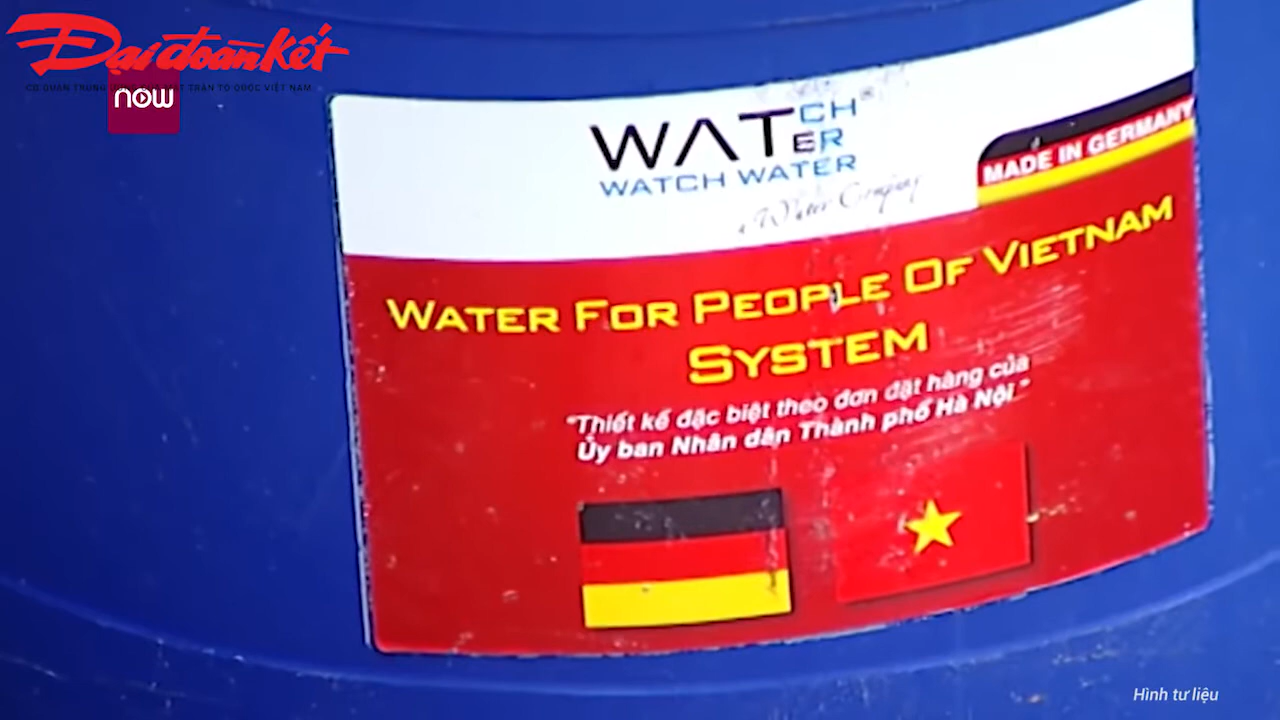 Đại đoàn kết
now
WATCH
WATER
WATCH WATER
a Water Company
MADE IN GERMANY
WATER FOR PEOPLE OF VIETNAM
SYSTEM
"Thiết kế đặc biệt theo đơn đặt hàng của
Ủy ban Nhân dân Thành phố Hà Nội"
Hình tư liệu